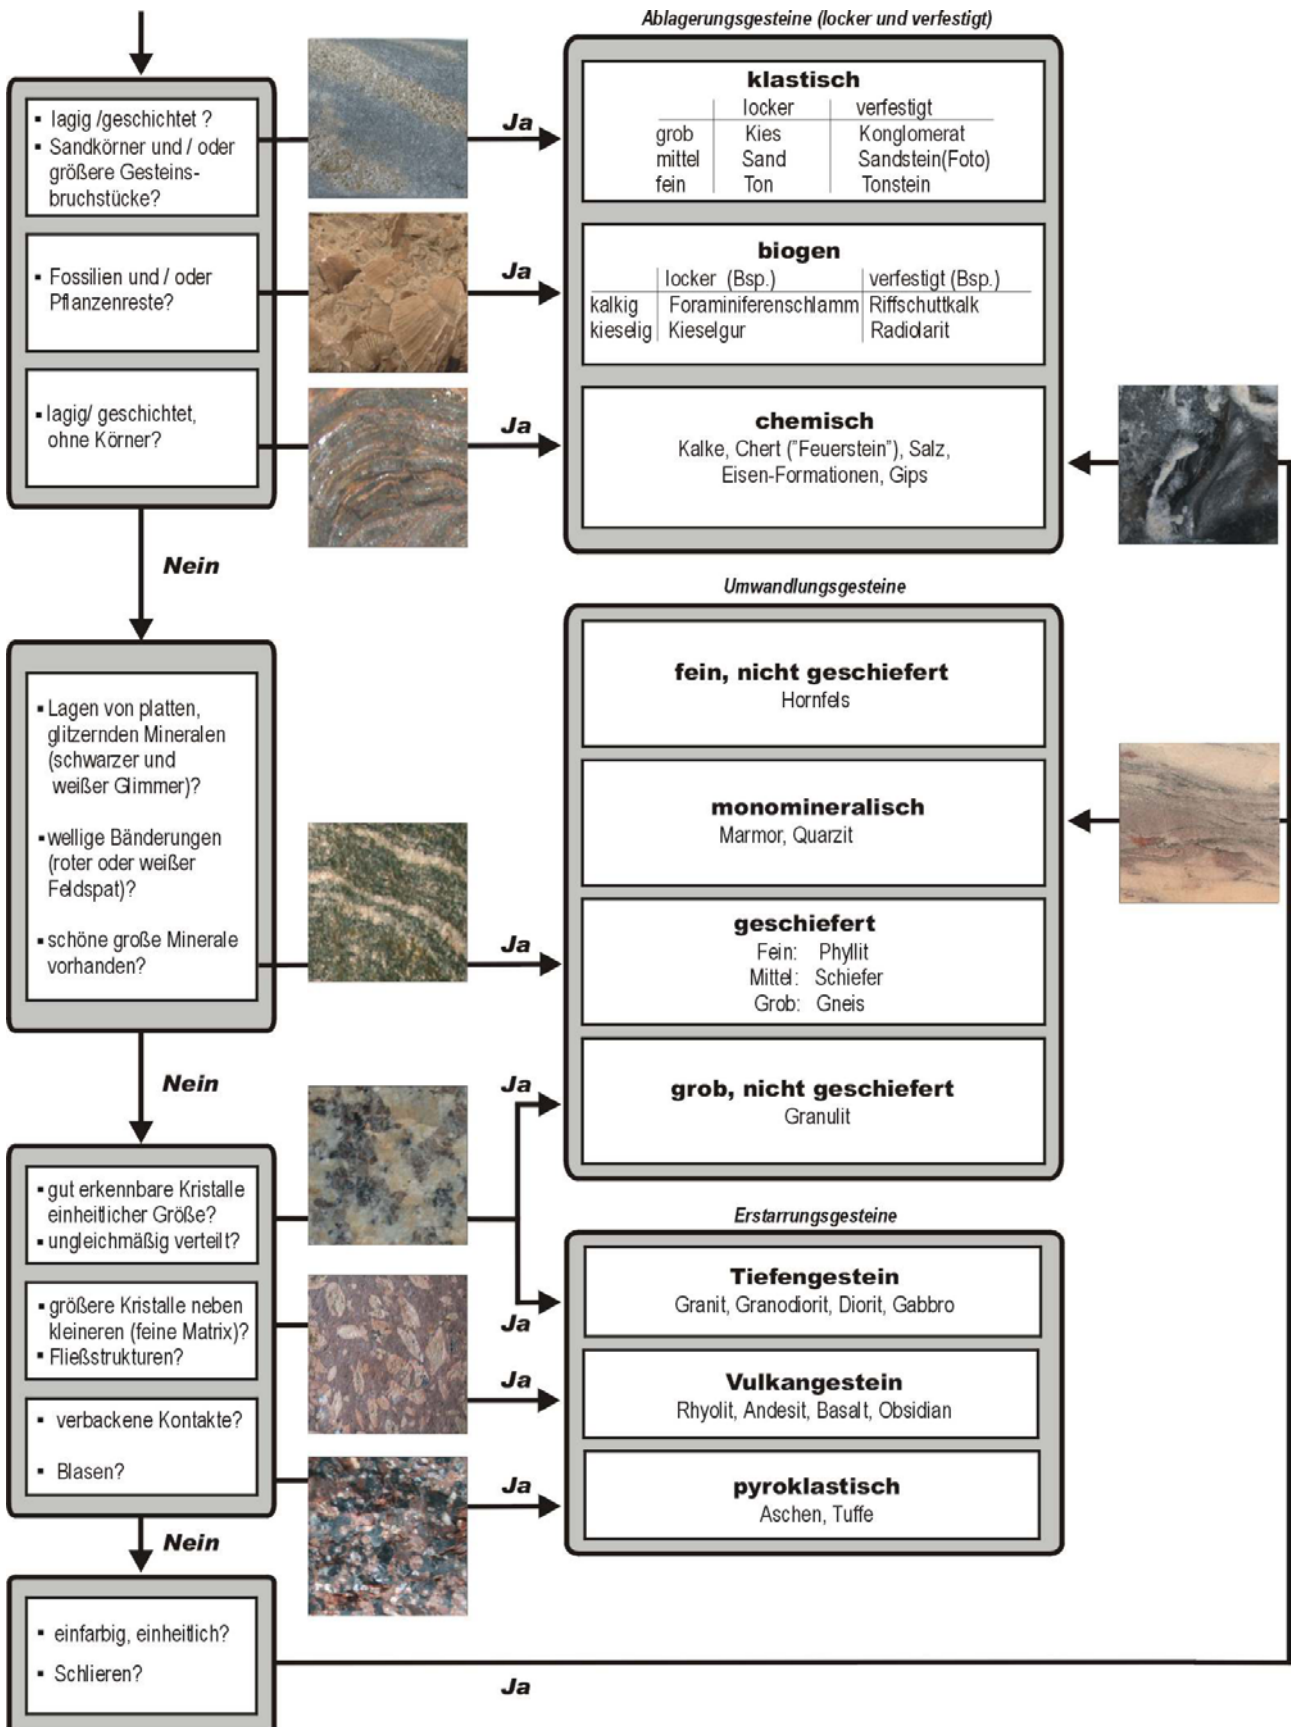 Ablagerungsgesteine (locker und verfestigt)
▪ lagig /geschichtet ?
▪ Sandkörner und / oder
größere Gesteins-
bruchstücke?
Ja
klastisch
locker verfestigt
grob Kies Konglomerat
mittel Sand Sandstein(Foto)
fein Ton Tonstein
▪ Fossilien und / oder
Pflanzenreste?
Ja
biogen
locker (Bsp.) verfestigt (Bsp.)
kalkig Foraminiferenschlamm Riffschuttkalk
kieselig Kieselgur Radiolarit
▪ lagig/ geschichtet,
ohne Körner?
Ja
chemisch
Kalke, Chert ("Feuerstein"), Salz,
Eisen-Formationen, Gips
Nein
Umwandlungsgesteine
▪ Lagen von platten,
glitzernden Mineralen
(schwarzer und
weißer Glimmer)?
▪ wellige Bänderungen
(roter oder weißer
Feldspat)?
▪ schöne große Minerale
vorhanden?
Ja
fein, nicht geschiefert
Hornfels
monomineralisch
Marmor, Quarzit
geschiefert
Fein: Phyllit
Mittel: Schiefer
Grob: Gneis
grob, nicht geschiefert
Granulit
Nein
Ja
▪ gut erkennbare Kristalle
einheitlicher Größe?
▪ ungleichmäßig verteilt?
Erstarrungsgesteine
Tiefengestein
Granit, Granodiorit, Diorit, Gabbro
Ja
▪ größere Kristalle neben
kleineren (feine Matrix)?
▪ Fließstrukturen?
Ja
Vulkangestein
Rhyolit, Andesit, Basalt, Obsidian
▪ verbackene Kontakte?
▪ Blasen?
Ja
pyroklastisch
Aschen, Tuffe
Nein
▪ einfarbig, einheitlich?
▪ Schlieren?
Ja